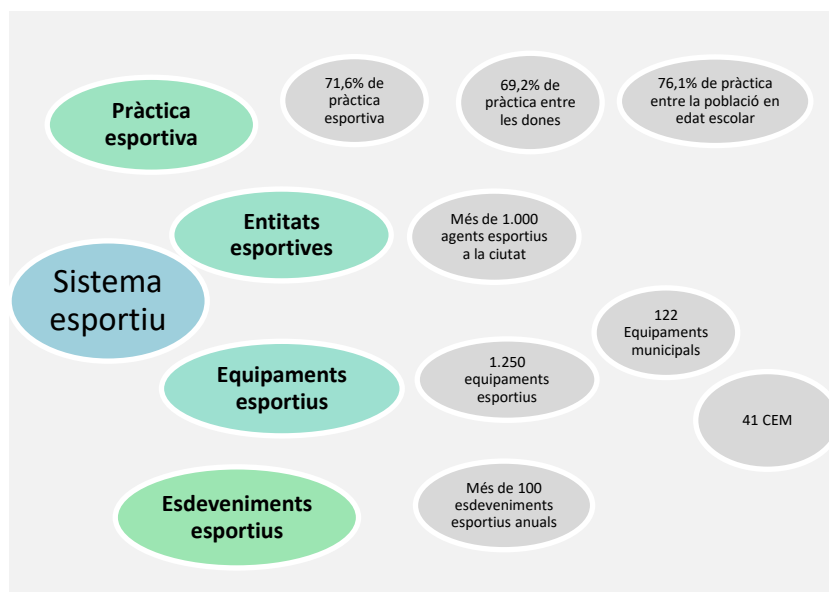 71,6% de
pràctica
esportiva
69,2% de
pràctica entre
les dones
76,1% de pràctica
entre la població en
edat escolar
Pràctica
esportiva
Entitats
esportives
Més de 1.000
agents esportius
a la ciutat
Sistema
esportiu
122
Equipaments
municipals
Equipaments
esportius
1.250
equipaments
esportius
41 CEM
Esdeveniments
esportius
Més de 100
esdeveniments
esportius anuals